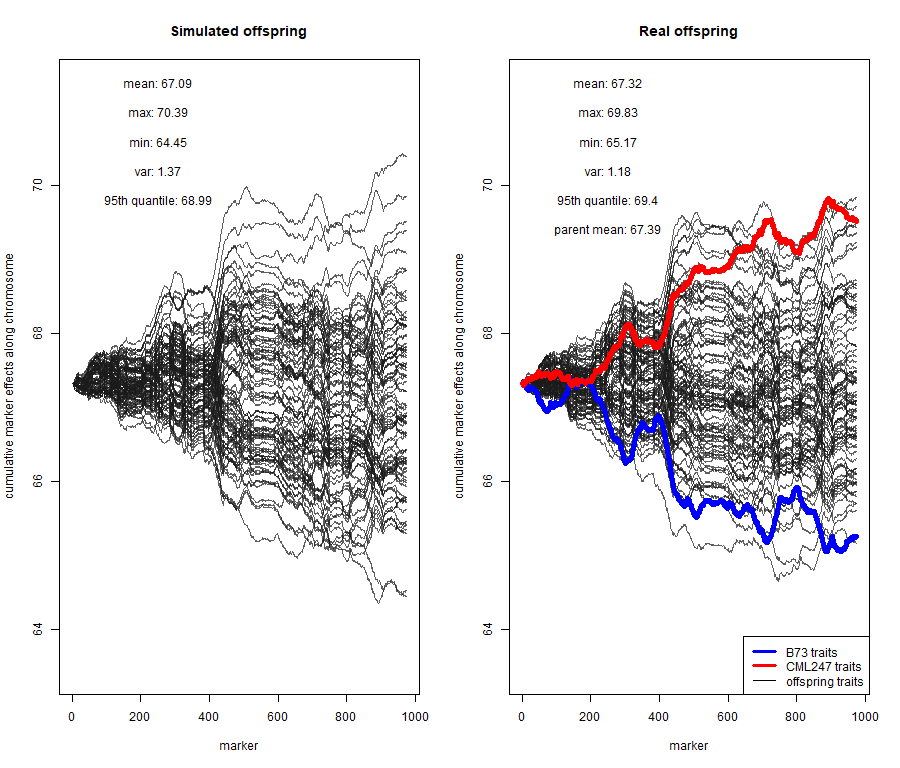 Simulated offspring
mean: 67.09
max: 70.39
min: 64.45
var: 1.37
95th quantile: 68.99
cumulative marker effects along chromosome
70
68
66
64
0
200
400
600
800
1000
marker
Real offspring
mean: 67.32
max: 69.83
min: 65.17
var: 1.18
95th quantile: 69.4
parent mean: 67.39
cumulative marker effects along chromosome
70
68
66
64
B73 traits
CML247 traits
offspring traits
0
200
400
600
800
1000
marker